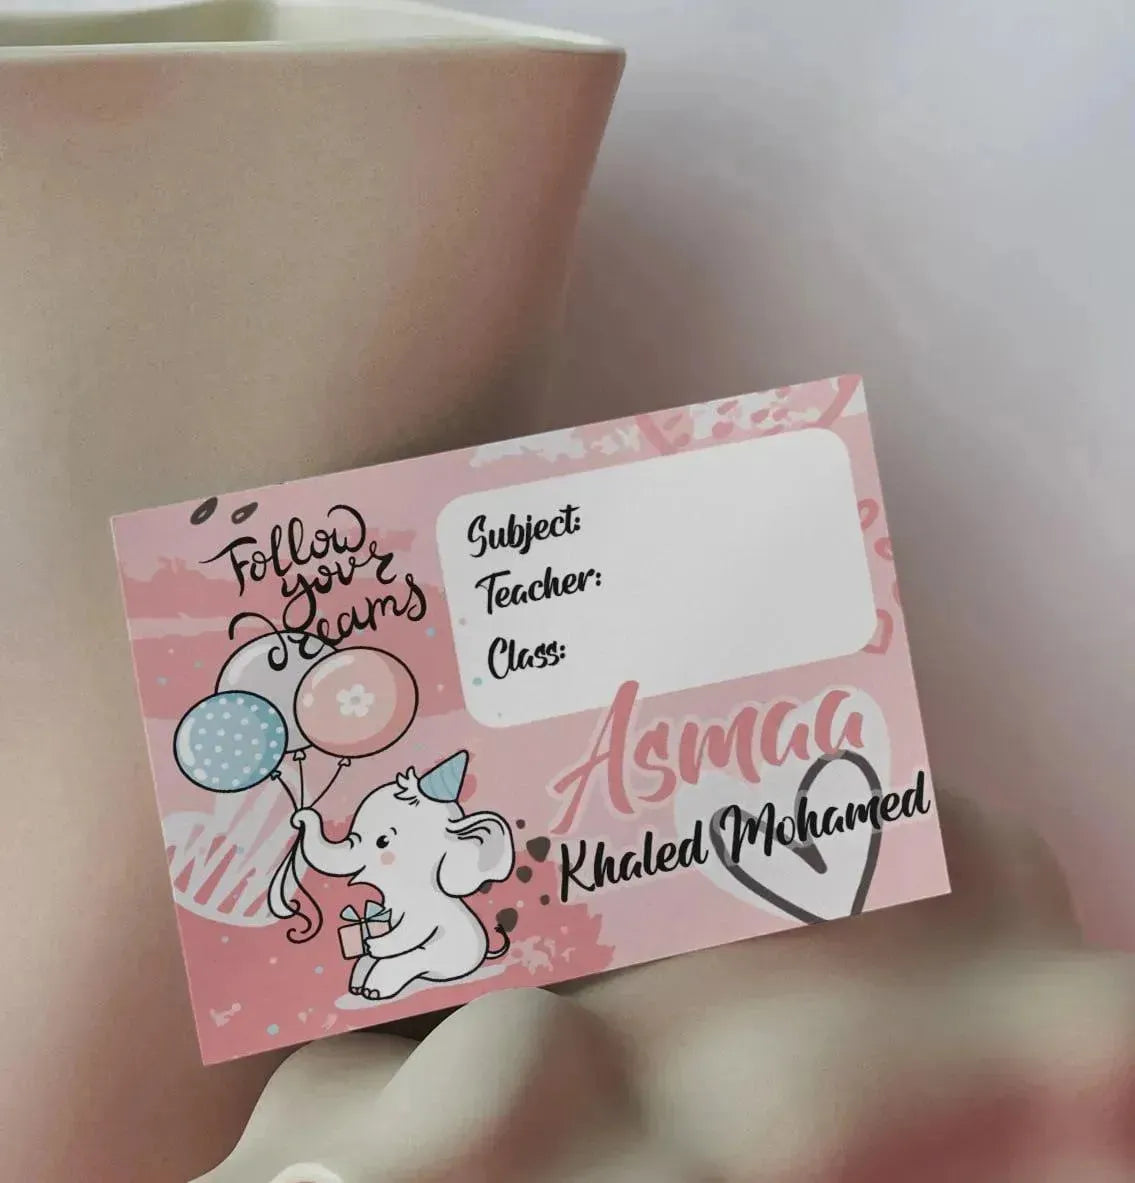 Follow
your
dreams
Subject:
Teacher:
Class:
Asmaa
Khaled Mohamed